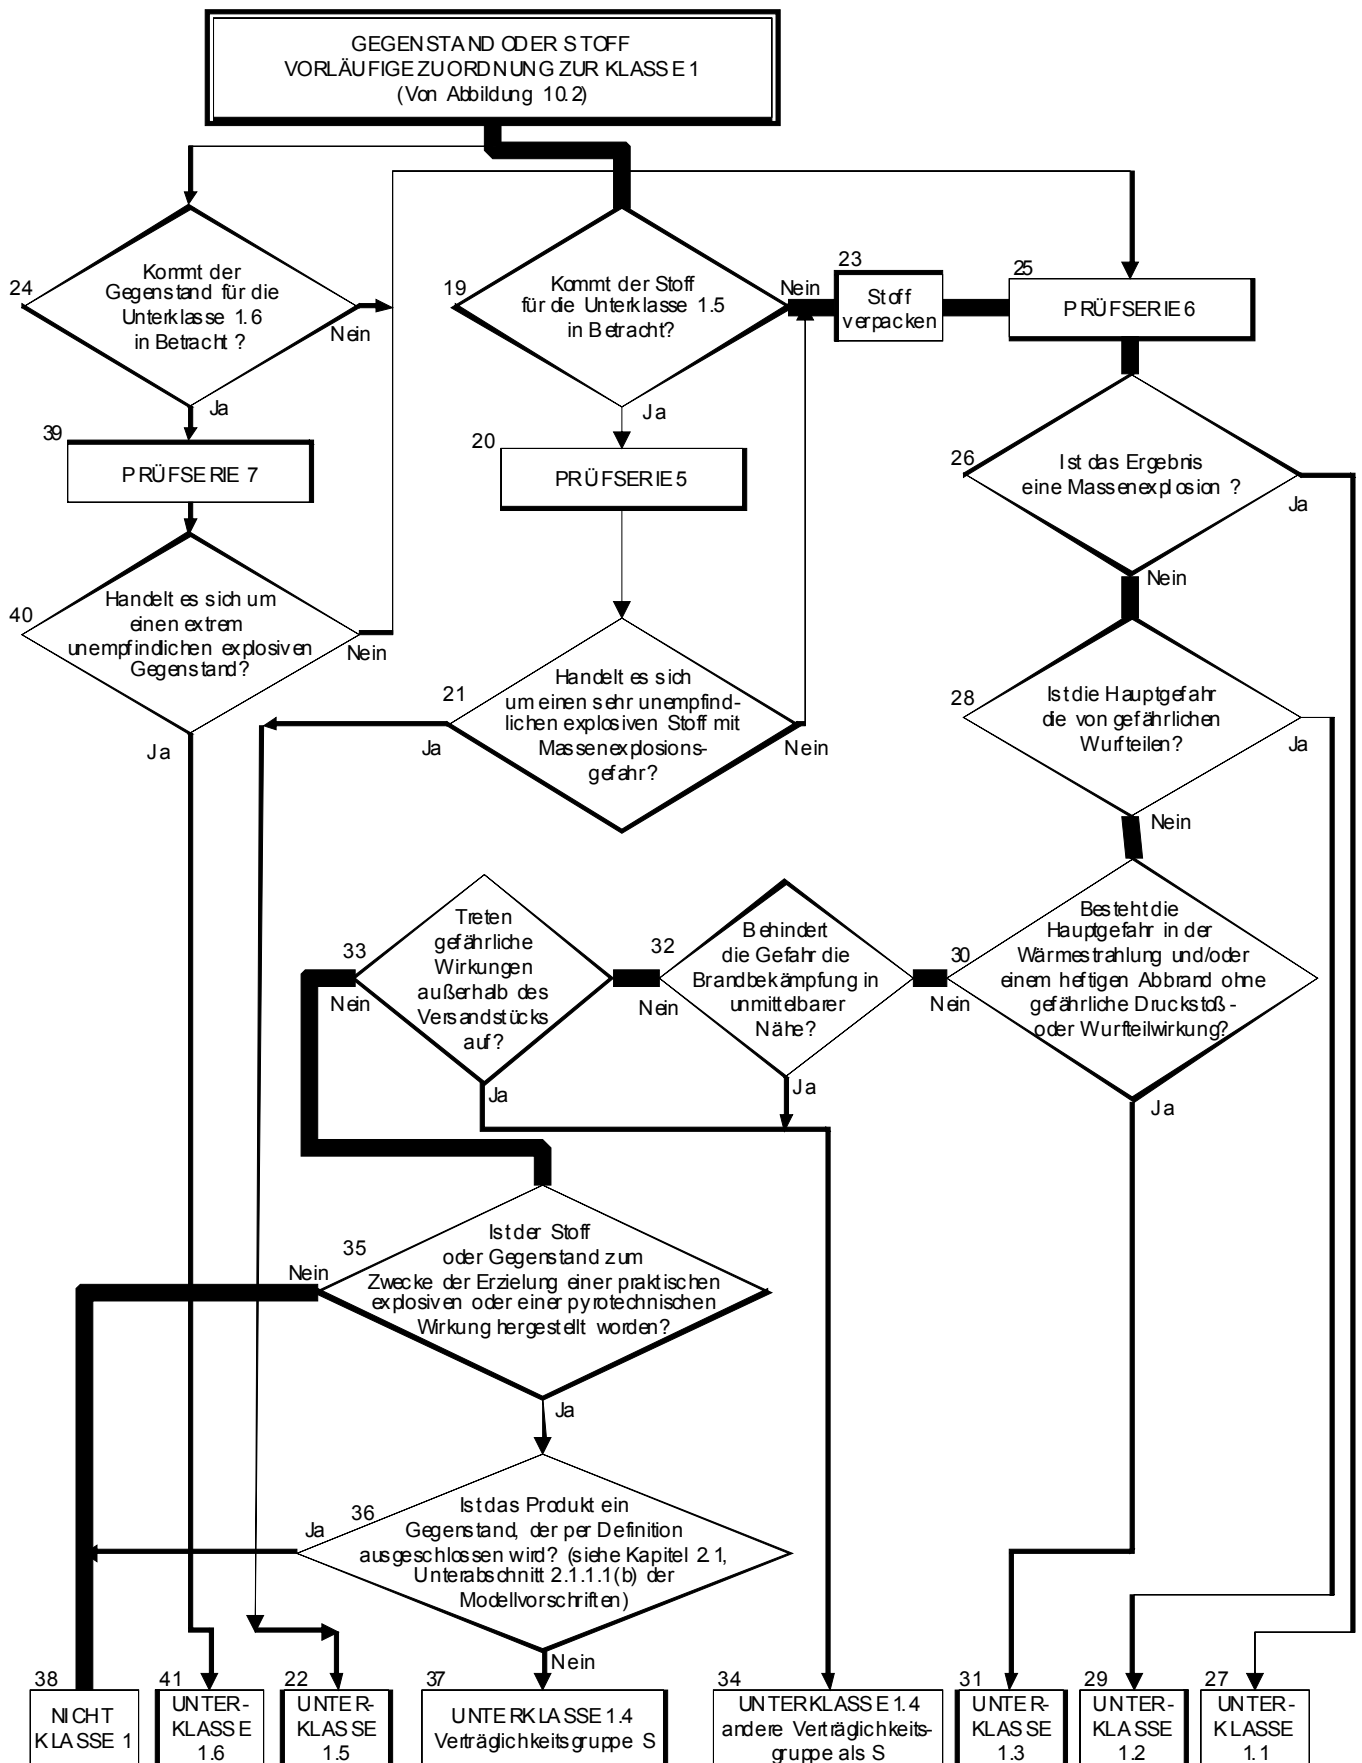 GEGENSTAND ODER STOFF
VORLÄUFIGE ZUORDNUNG ZUR KLASSE 1
(Von Abbildung 10.2)
24
Kommt der
Gegenstand für die
Unterklasse 1.6
in Betracht ?
Nein
Ja
19
Kommt der Stoff
für die Unterklasse 1.5
in Betracht?
Nein
Ja
23
Stoff
verpacken
25
PRÜFSERIE 6
39
PRÜFSERIE 7
20
PRÜFSERIE 5
26
Ist das Ergebnis
eine Massenexplosion ?
Ja
Nein
40
Handelt es sich um
einen extrem
unempfindlichen explosiven
Gegenstand?
Nein
Ja
21
Handelt es sich
um einen sehr unempfind-
lichen explosiven Stoff mit
Massenexplosions-
gefahr?
Ja
Nein
28
Ist die Hauptgefahr
die von gefährlichen
Wurfteilen?
Ja
Nein
33
Treten
gefährliche
Wirkungen
außerhalb des
Versandstücks
auf?
Nein
Ja
32
Behindert
die Gefahr die
Brandbekämpfung in
unmittelbarer
Nähe?
Nein
Ja
30
Besteht die
Hauptgefahr in der
Wärmestrahlung und/oder
einem heftigen Abbrand ohne
gefährliche Druckstoß-
oder Wurfteilwirkung?
Nein
Ja
35
Ist der Stoff
oder Gegenstand zum
Zwecke der Erzielung einer praktischen
explosiven oder einer pyrotechnischen
Wirkung hergestellt worden?
Nein
Ja
36
Ist das Produkt ein
Gegenstand, der per Definition
ausgeschlossen wird? (siehe Kapitel 2.1,
Unterabschnitt 2.1.1.1(b) der
Modellvorschriften)
Ja
Nein
38
NICHT
KLASSE 1
41
UNTER-
KLASSE
1.6
22
UNTER-
KLASSE
1.5
37
UNTERKLASSE 1.4
Verträglichkeitsgruppe S
34
UNTERKLASSE 1.4
andere Verträglichkeits-
gruppe als S
31
UNTER-
KLASSE
1.3
29
UNTER-
KLASSE
1.2
27
UNTER-
KLASSE
1.1